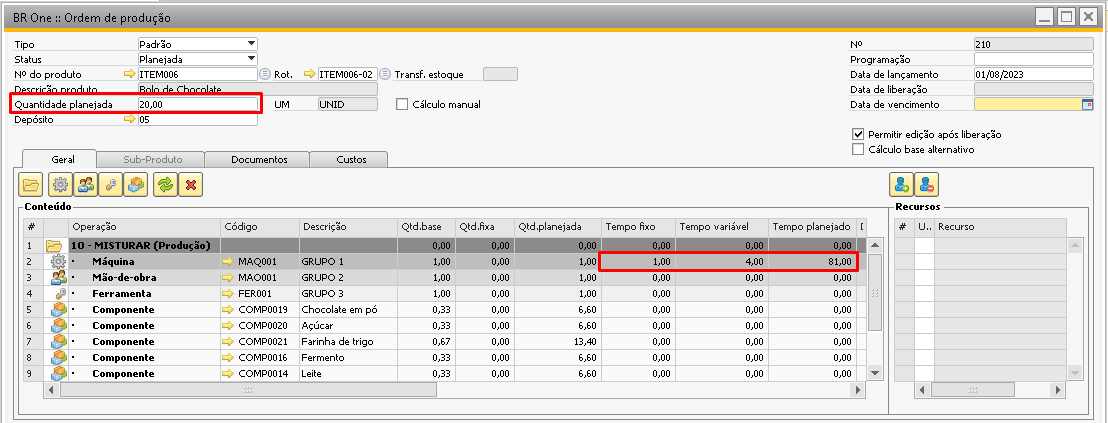 BR One :: Ordem de produção
Tipo Padrão Nº 210
Status Planejada Programação
Nº do produto ITEM006 Rot. ITEM006-02 Transf. estoque Data de lançamento 01/08/2023
Descrição produto Bolo de Chocolate Data de liberação
Quantidade planejada 20,00 UM UNID Cálculo manual Data de vencimento
Depósito 05
Permitir edição após liberação
Cálculo base alternativo
Geral Sub-Produto Documentos Custos
Conteúdo Recursos
# Operação Código Descrição Qtd.base Qtd.fixa Qtd.planejada Tempo fixo Tempo variável Tempo planejado # U.. Recurso
1 10 - MISTURAR (Produção) 0,00 0,00 0,00 0,00 0,00 0,00
2 · Máquina MAQ001 GRUPO 1 1,00 0,00 1,00 1,00 4,00 81,00
3 · Mão-de-obra MAO001 GRUPO 2 1,00 0,00 1,00 0,00 0,00 0,00
4 · Ferramenta FER001 GRUPO 3 1,00 0,00 1,00 0,00 0,00 0,00
5 · Componente COMP0019 Chocolate em pó 0,33 0,00 6,60 0,00 0,00 0,00
6 · Componente COMP0020 Açúcar 0,33 0,00 6,60 0,00 0,00 0,00
7 · Componente COMP0021 Farinha de trigo 0,67 0,00 13,40 0,00 0,00 0,00
8 · Componente COMP0016 Fermento 0,33 0,00 6,60 0,00 0,00 0,00
9 · Componente COMP0014 Leite 0,33 0,00 6,60 0,00 0,00 0,00